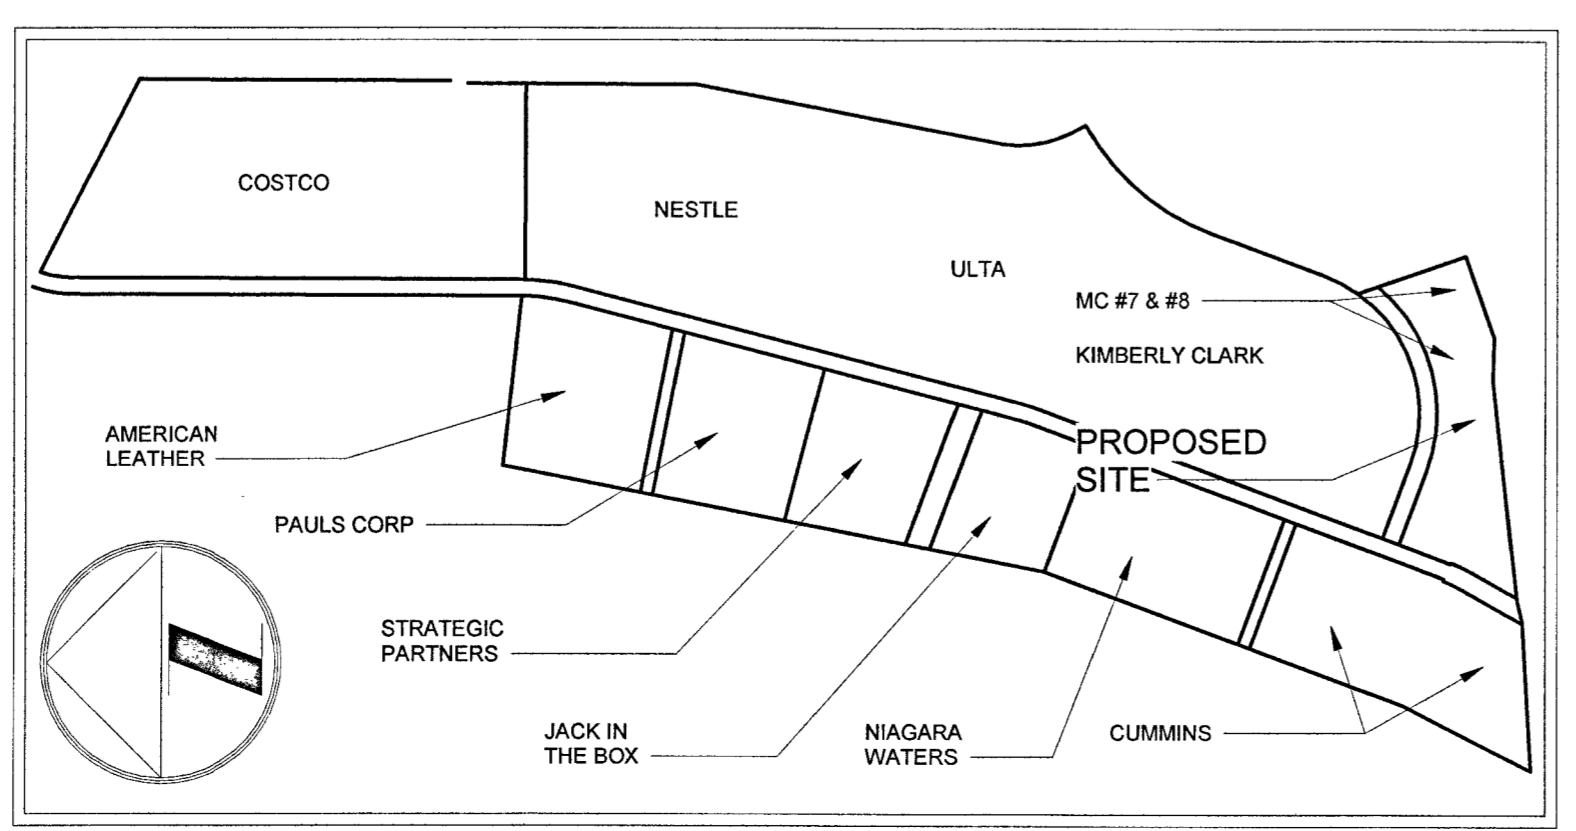 COSTCO
NESTLE
ULTA
MC #7 & #8
KIMBERLY CLARK
PROPOSED
SITE
AMERICAN
LEATHER
PAULS CORP
STRATEGIC
PARTNERS
JACK IN
THE BOX
NIAGARA
WATERS
CUMMINS
N